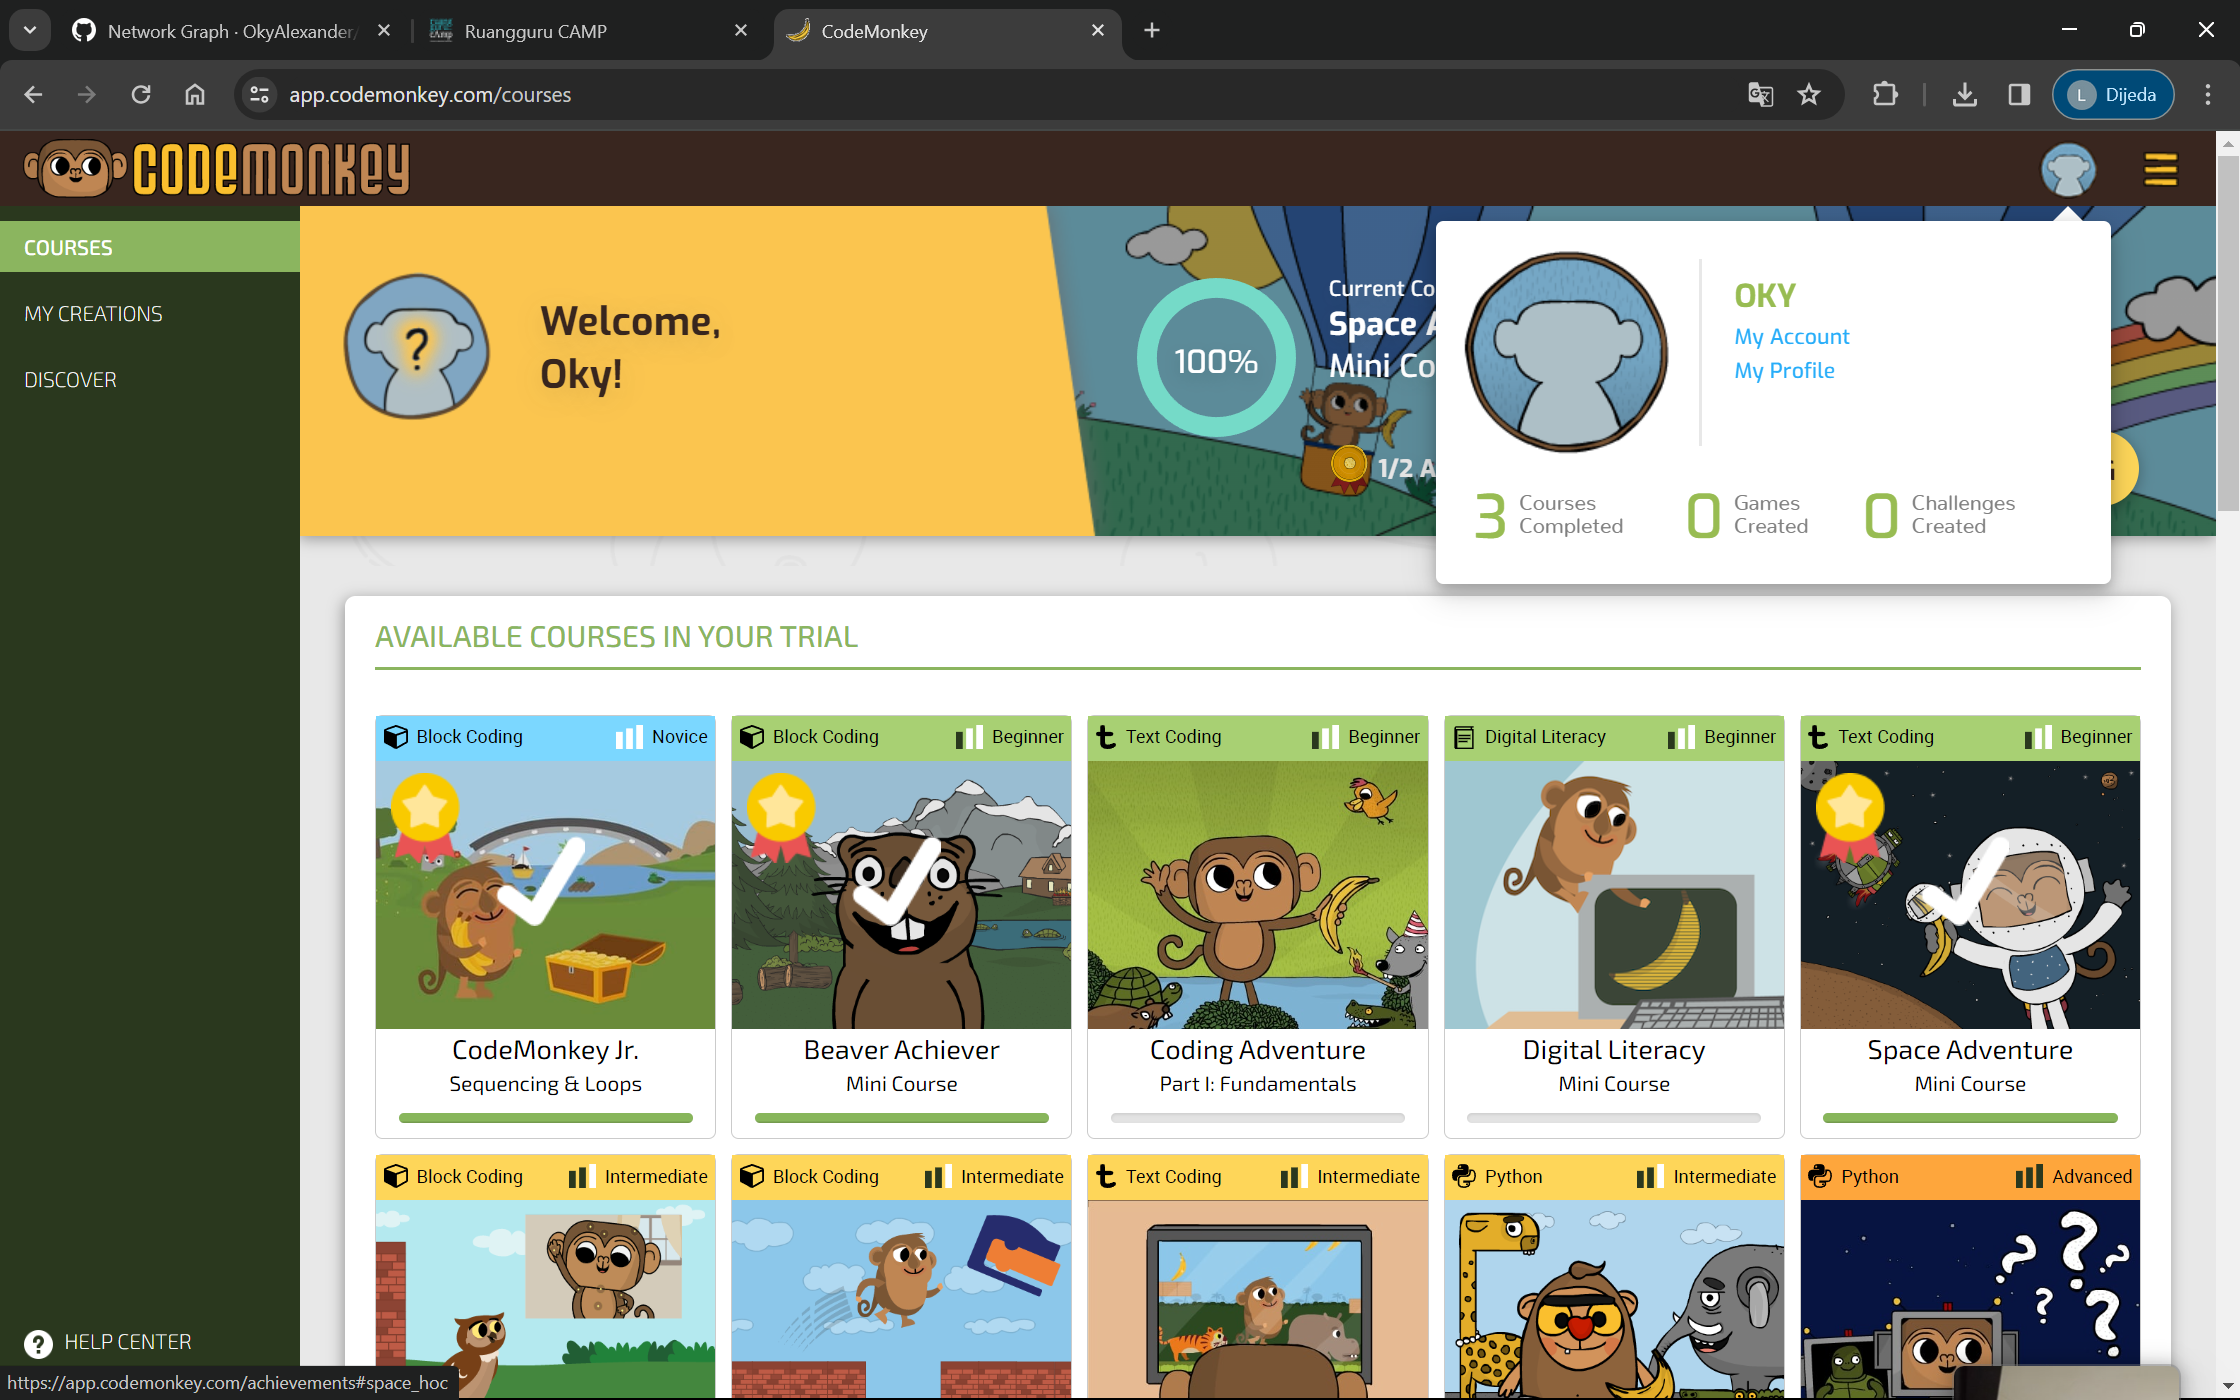 Network Graph · OkyAlexander/
Ruangguru CAMP
CodeMonkey
app.codemonkey.com/courses
L
Dijeda
CODEMONKEY
COURSES
MY CREATIONS
DISCOVER
Welcome,
Oky!
100%
Current Co
Space A
Mini Co
1/2 A
OKY
My Account
My Profile
3 Courses Completed
0 Games Created
0 Challenges Created
AVAILABLE COURSES IN YOUR TRIAL
Block Coding Novice
CodeMonkey Jr.
Sequencing & Loops
Block Coding Beginner
Beaver Achiever
Mini Course
Text Coding Beginner
Coding Adventure
Part I: Fundamentals
Digital Literacy Beginner
Digital Literacy
Mini Course
Text Coding Beginner
Space Adventure
Mini Course
Block Coding Intermediate
Block Coding Intermediate
Text Coding Intermediate
Python Intermediate
Python Advanced
HELP CENTER
https://app.codemonkey.com/achievements#space_hoc